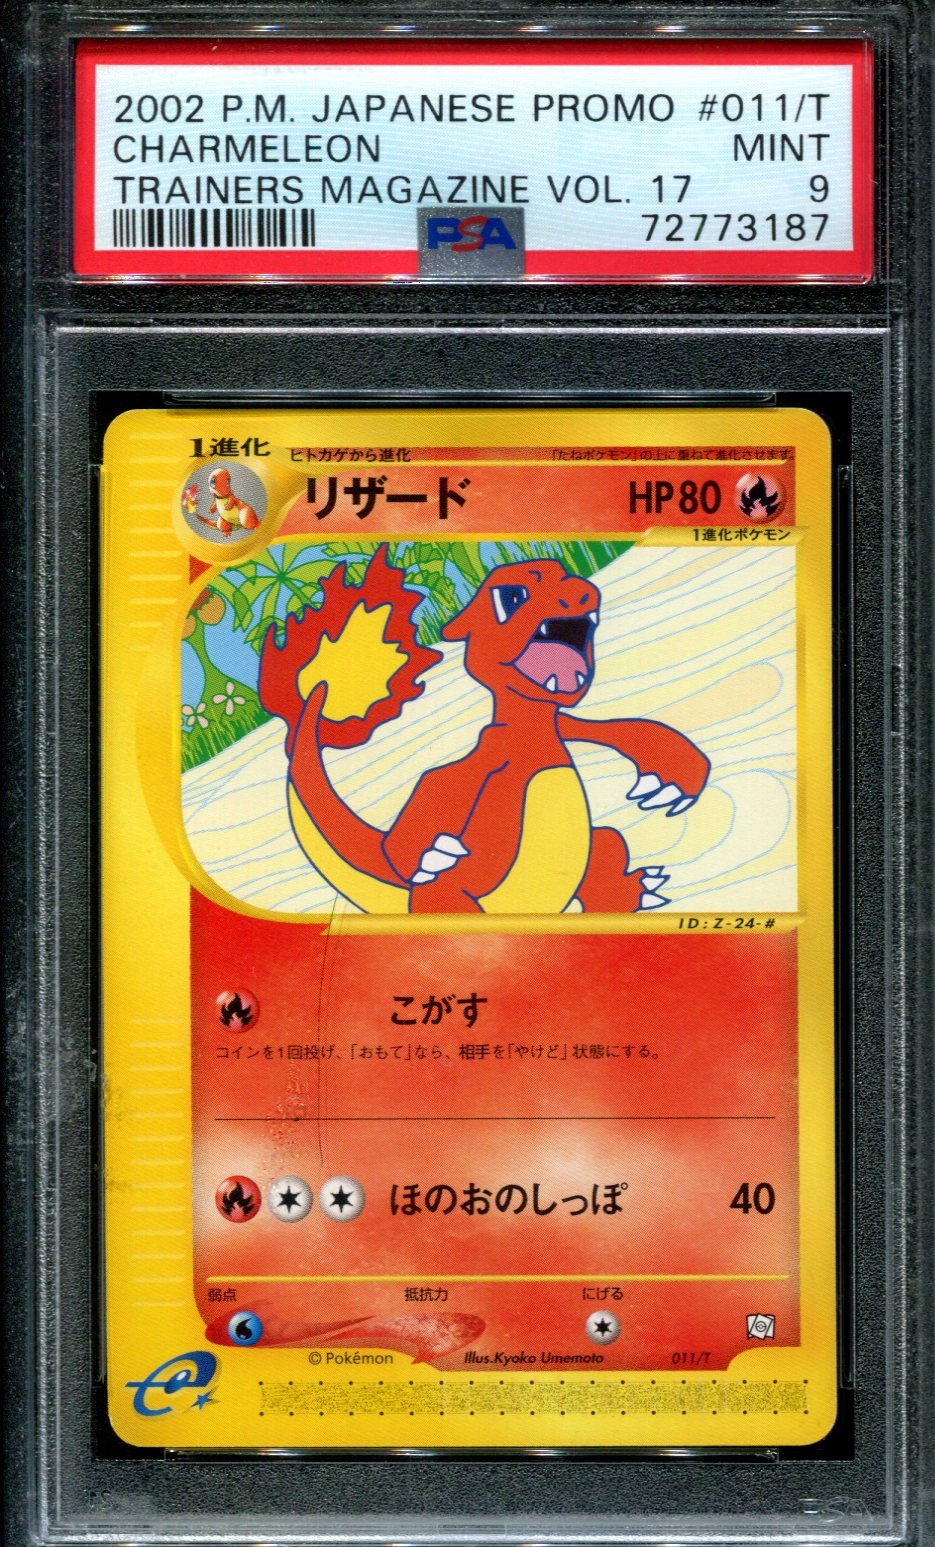 2002 P.M. JAPANESE PROMO #011/T
CHARMELEON MINT
TRAINERS MAGAZINE VOL. 17 9
PSA 72773187
1進化 ヒトカゲから進化 「たねポケモン」の上に重ねて進化させます。
リザード HP80
1進化ポケモン
ID:Z-24-#
こがす
コインを1回投げ、「おもて」なら、相手を「やけど」状態にする。
ほのおのしっぽ 40
弱点 抵抗力 にげる
©Pokémon Illus.Kyoko Umemoto 011/T
e
PSA